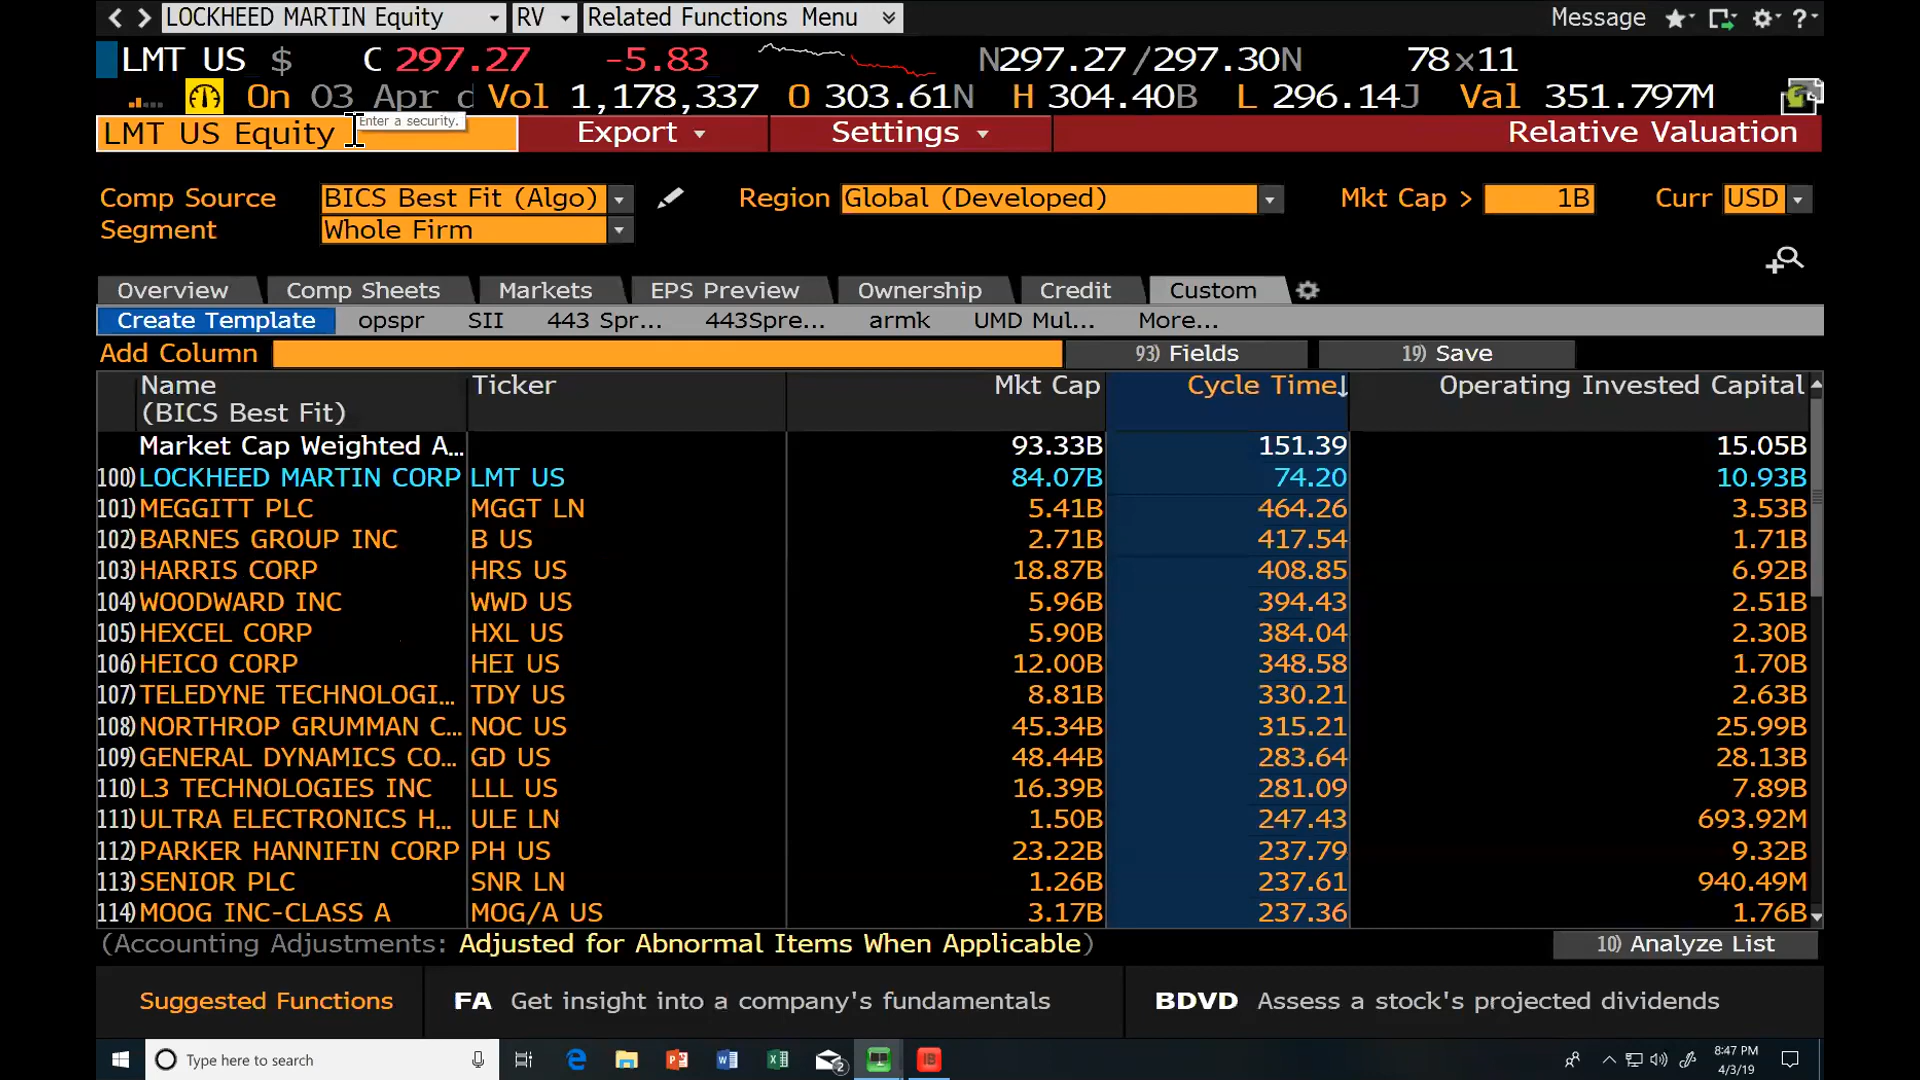 LOCKHEED MARTIN Equity RV Related Functions Menu Message ?
LMT US $ C 297.27 -5.83 N297.27/297.30N 78x11
On 03 Apr d Vol 1,178,337 O 303.61N H 304.40B L 296.14J Val 351.797M
Enter a security.
LMT US Equity Export Settings Relative Valuation
Comp Source BICS Best Fit (Algo) Region Global (Developed) Mkt Cap > 1B Curr USD
Segment Whole Firm
Overview Comp Sheets Markets EPS Preview Ownership Credit Custom
Create Template opspr SII 443 Spr... 443Spre... armk UMD Mul... More...
Add Column 93) Fields 19) Save
Name Ticker Mkt Cap Cycle Time↓ Operating Invested Capital
(BICS Best Fit)
Market Cap Weighted A... 93.33B 151.39 15.05B
100) LOCKHEED MARTIN CORP LMT US 84.07B 74.20 10.93B
101) MEGGITT PLC MGGT LN 5.41B 464.26 3.53B
102) BARNES GROUP INC B US 2.71B 417.54 1.71B
103) HARRIS CORP HRS US 18.87B 408.85 6.92B
104) WOODWARD INC WWD US 5.96B 394.43 2.51B
105) HEXCEL CORP HXL US 5.90B 384.04 2.30B
106) HEICO CORP HEI US 12.00B 348.58 1.70B
107) TELEDYNE TECHNOLOGI... TDY US 8.81B 330.21 2.63B
108) NORTHROP GRUMMAN C... NOC US 45.34B 315.21 25.99B
109) GENERAL DYNAMICS CO... GD US 48.44B 283.64 28.13B
110) L3 TECHNOLOGIES INC LLL US 16.39B 281.09 7.89B
111) ULTRA ELECTRONICS H... ULE LN 1.50B 247.43 693.92M
112) PARKER HANNIFIN CORP PH US 23.22B 237.79 9.32B
113) SENIOR PLC SNR LN 1.26B 237.61 940.49M
114) MOOG INC-CLASS A MOG/A US 3.17B 237.36 1.76B
(Accounting Adjustments: Adjusted for Abnormal Items When Applicable) 10) Analyze List
Suggested Functions FA Get insight into a company's fundamentals BDVD Assess a stock's projected dividends
Type here to search 2 IB 8:47 PM
4/3/19